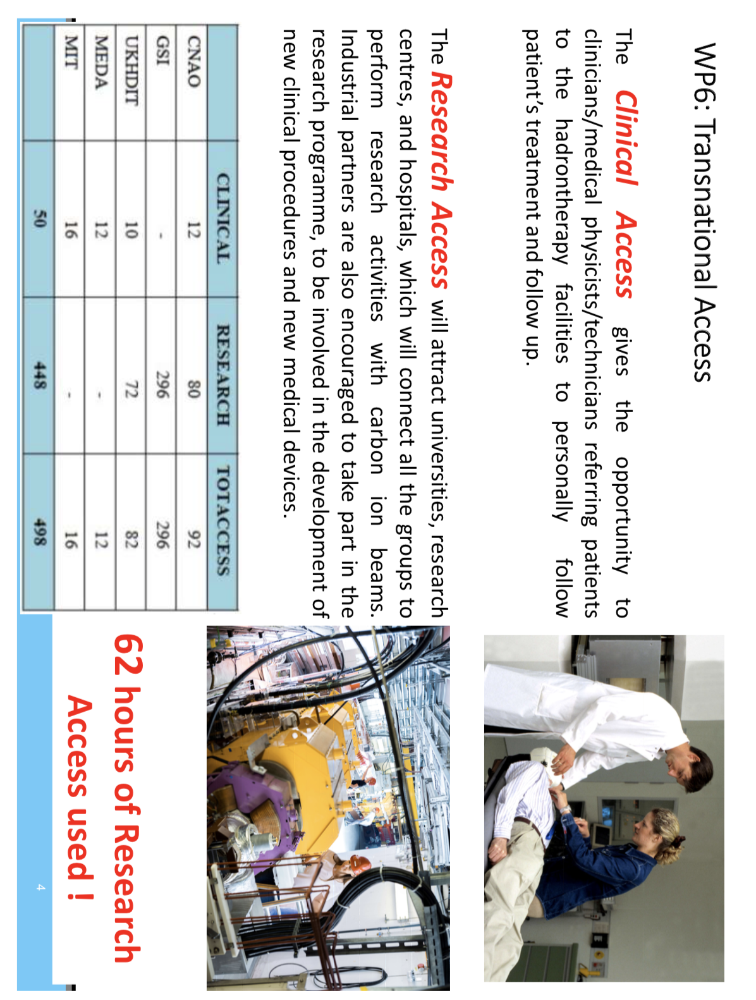 WP6: Transnational Access
The Clinical Access gives the opportunity to
clinicians/medical physicists/technicians referring patients
to the hadrontherapy facilities to personally follow
patient’s treatment and follow up.
The Research Access will attract universities, research
centres, and hospitals, which will connect all the groups to
perform research activities with carbon ion beams.
Industrial partners are also encouraged to take part in the
research programme, to be involved in the development of
new clinical procedures and new medical devices.
CLINICAL RESEARCH TOTACCESS
CNAO 12 80 92
GSI - 296 296
UKHDIT 10 72 82
MEDA 12 - 12
MIT 16 - 16
50 448 498
62 hours of Research
Access used !
4